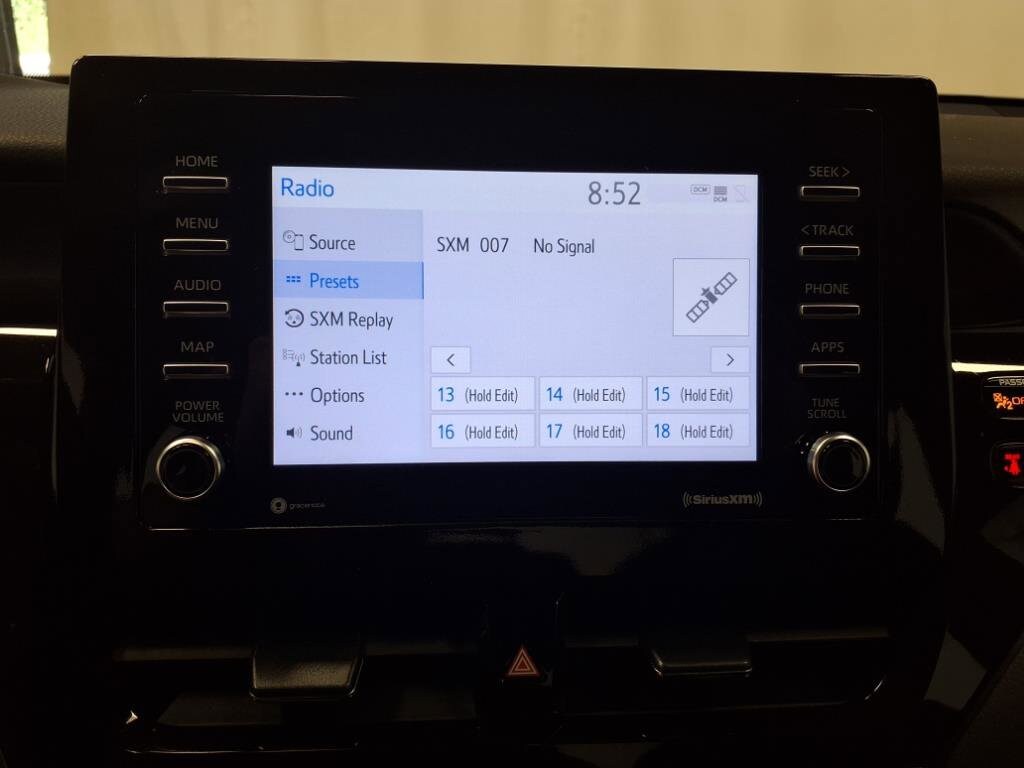 HOME
MENU
AUDIO
MAP
POWER
VOLUME
Radio
8:52
DCM
DCM
Source
Presets
SXM Replay
Station List
Options
Sound
SXM 007 No Signal
<
>
13 (Hold Edit)
14 (Hold Edit)
15 (Hold Edit)
16 (Hold Edit)
17 (Hold Edit)
18 (Hold Edit)
gracenote
((SiriusXM))
SEEK >
< TRACK
PHONE
APPS
TUNE
SCROLL